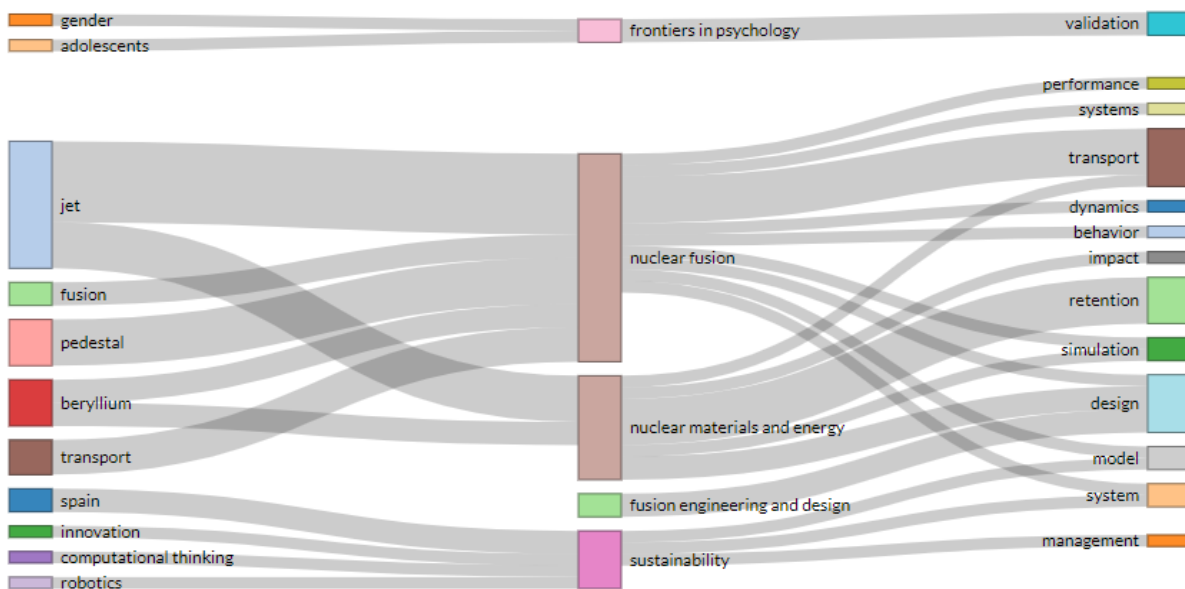 gender
adolescents
jet
fusion
pedestal
beryllium
transport
spain
innovation
computational thinking
robotics
frontiers in psychology
nuclear fusion
nuclear materials and energy
fusion engineering and design
sustainability
validation
performance
systems
transport
dynamics
behavior
impact
retention
simulation
design
model
system
management